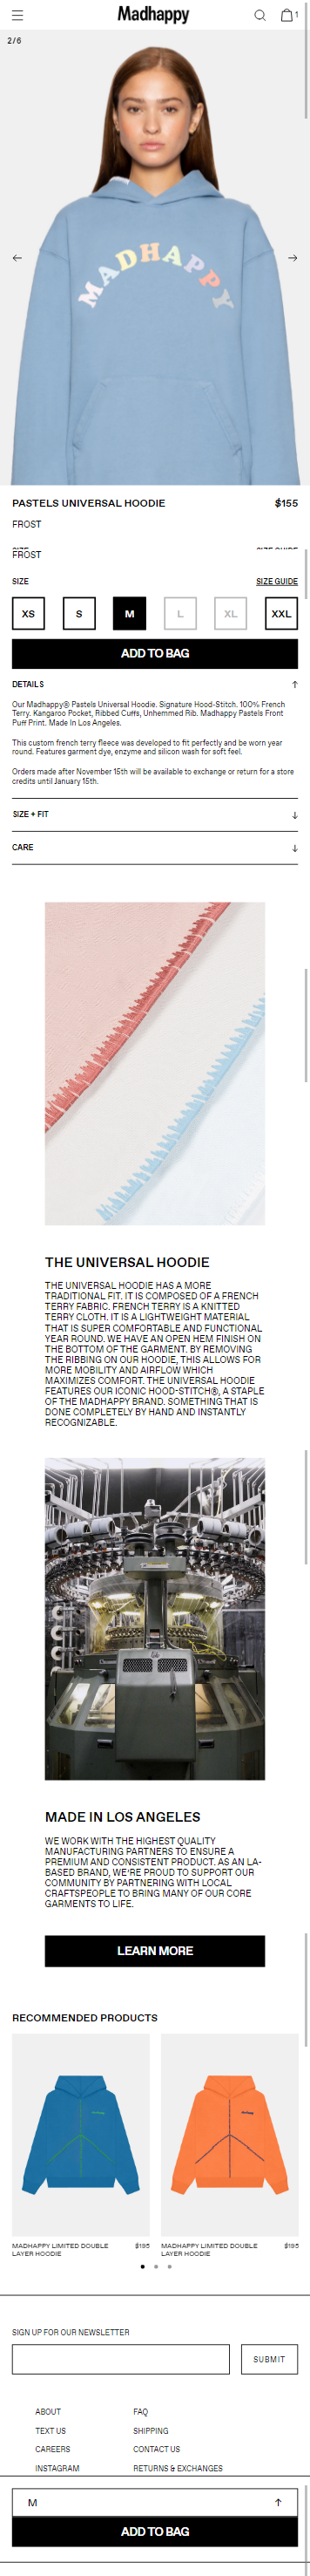 Madhappy
1
2/6
MADHAPPY
PASTELS UNIVERSAL HOODIE $155
FROST
FROST
SIZE SIZE GUIDE
XS S M L XL XXL
ADD TO BAG
DETAILS
Our Madhappy® Pastels Universal Hoodie. Signature Hood-Stitch. 100% French
Terry. Kangaroo Pocket, Ribbed Cuffs, Unhemmed Rib. Madhappy Pastels Front
Puff Print. Made In Los Angeles.
This custom french terry fleece was developed to fit perfectly and be worn year
round. Features garment dye, enzyme and silicon wash for soft feel.
Orders made after November 15th will be available to exchange or return for a store
credits until January 15th.
SIZE + FIT
CARE
THE UNIVERSAL HOODIE
THE UNIVERSAL HOODIE HAS A MORE
TRADITIONAL FIT. IT IS COMPOSED OF A FRENCH
TERRY FABRIC. FRENCH TERRY IS A KNITTED
TERRY CLOTH. IT IS A LIGHTWEIGHT MATERIAL
THAT IS SUPER COMFORTABLE AND FUNCTIONAL
YEAR ROUND. WE HAVE AN OPEN HEM FINISH ON
THE BOTTOM OF THE GARMENT. BY REMOVING
THE RIBBING ON OUR HOODIE, THIS ALLOWS FOR
MORE MOBILITY AND AIRFLOW WHICH
MAXIMIZES COMFORT. THE UNIVERSAL HOODIE
FEATURES OUR ICONIC HOOD-STITCH®, A STAPLE
OF THE MADHAPPY BRAND. SOMETHING THAT IS
DONE COMPLETELY BY HAND AND INSTANTLY
RECOGNIZABLE.
MADE IN LOS ANGELES
WE WORK WITH THE HIGHEST QUALITY
MANUFACTURING PARTNERS TO ENSURE A
PREMIUM AND CONSISTENT PRODUCT. AS AN LA-
BASED BRAND, WE'RE PROUD TO SUPPORT OUR
COMMUNITY BY PARTNERING WITH LOCAL
CRAFTSPEOPLE TO BRING MANY OF OUR CORE
GARMENTS TO LIFE.
LEARN MORE
RECOMMENDED PRODUCTS
MADHAPPY LIMITED DOUBLE $195 MADHAPPY LIMITED DOUBLE $195
LAYER HOODIE LAYER HOODIE
SIGN UP FOR OUR NEWSLETTER
SUBMIT
ABOUT FAQ
TEXT US SHIPPING
CAREERS CONTACT US
INSTAGRAM RETURNS & EXCHANGES
M
ADD TO BAG